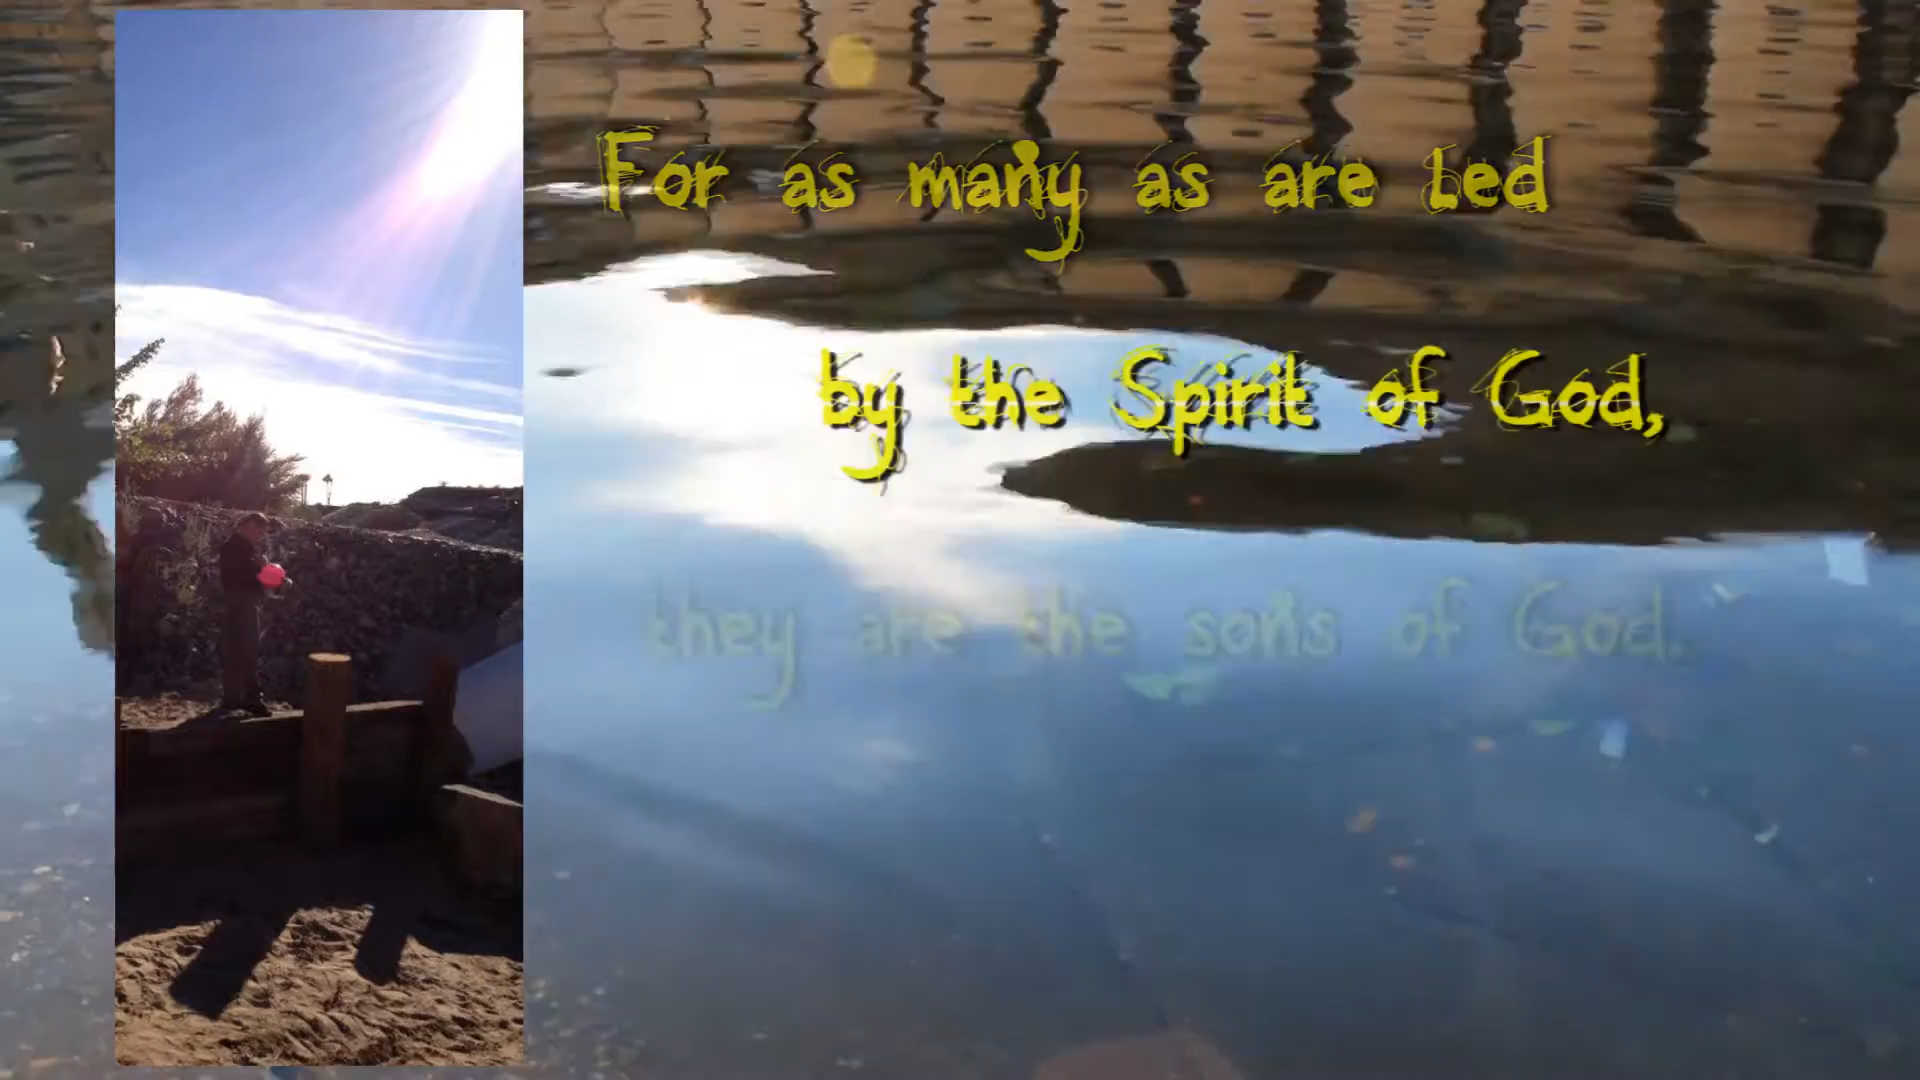 For as many as are Led
by the Spirit of God,
they are the sons of God.